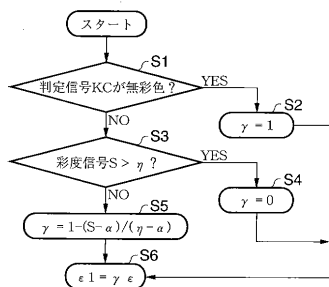 スタート
S1
判定信号KCが無彩色?
YES
NO
S2
γ=1
S3
彩度信号S> η ?
YES
NO
S4
γ=0
S5
γ = 1-(S-α)/(η-α)
S6
ε1=γ ε